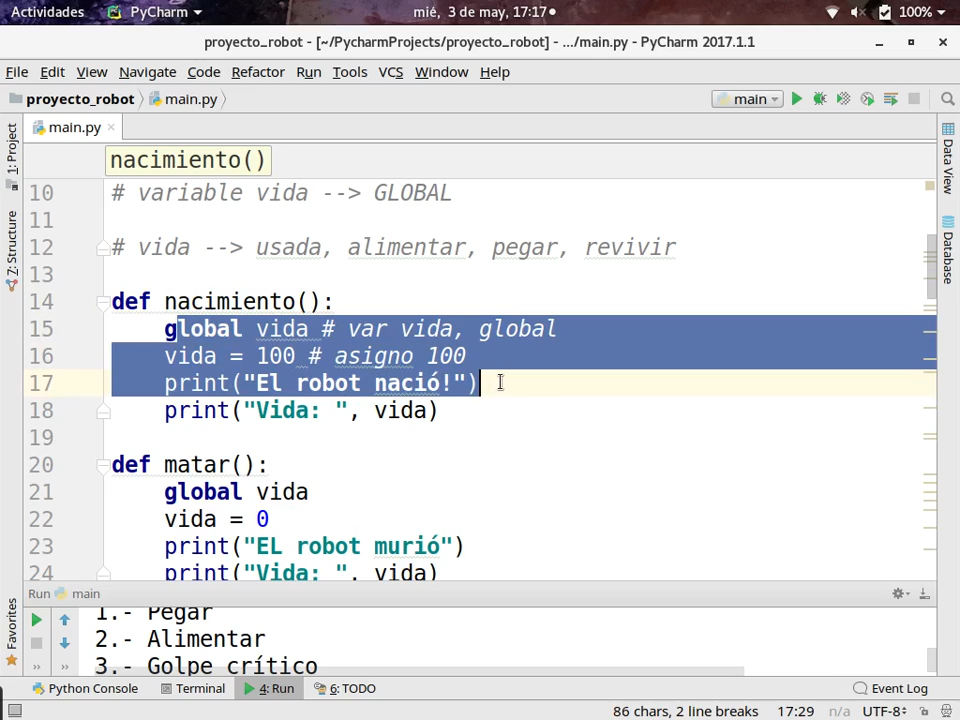 Actividades PyCharm mié, 3 de may, 17:17 100%
proyecto_robot - [~/PycharmProjects/proyecto_robot] - .../main.py - PyCharm 2017.1.1
File Edit View Navigate Code Refactor Run Tools VCS Window Help
proyecto_robot main.py main
1: Project
7: Structure
Favorites
main.py
nacimiento()
10 # variable vida --> GLOBAL
11
12 # vida --> usada, alimentar, pegar, revivir
13
14 def nacimiento():
15 global vida # var vida, global
16 vida = 100 # asigno 100
17 print("El robot nació!")
18 print("Vida: ", vida)
19
20 def matar():
21 global vida
22 vida = 0
23 print("EL robot murió")
24 print("Vida: ", vida)
Data View
Database
Run main
1.- Pegar
2.- Alimentar
3.- Golpe crítico
Python Console Terminal 4: Run 6: TODO Event Log
86 chars, 2 line breaks 17:29 n/a UTF-8